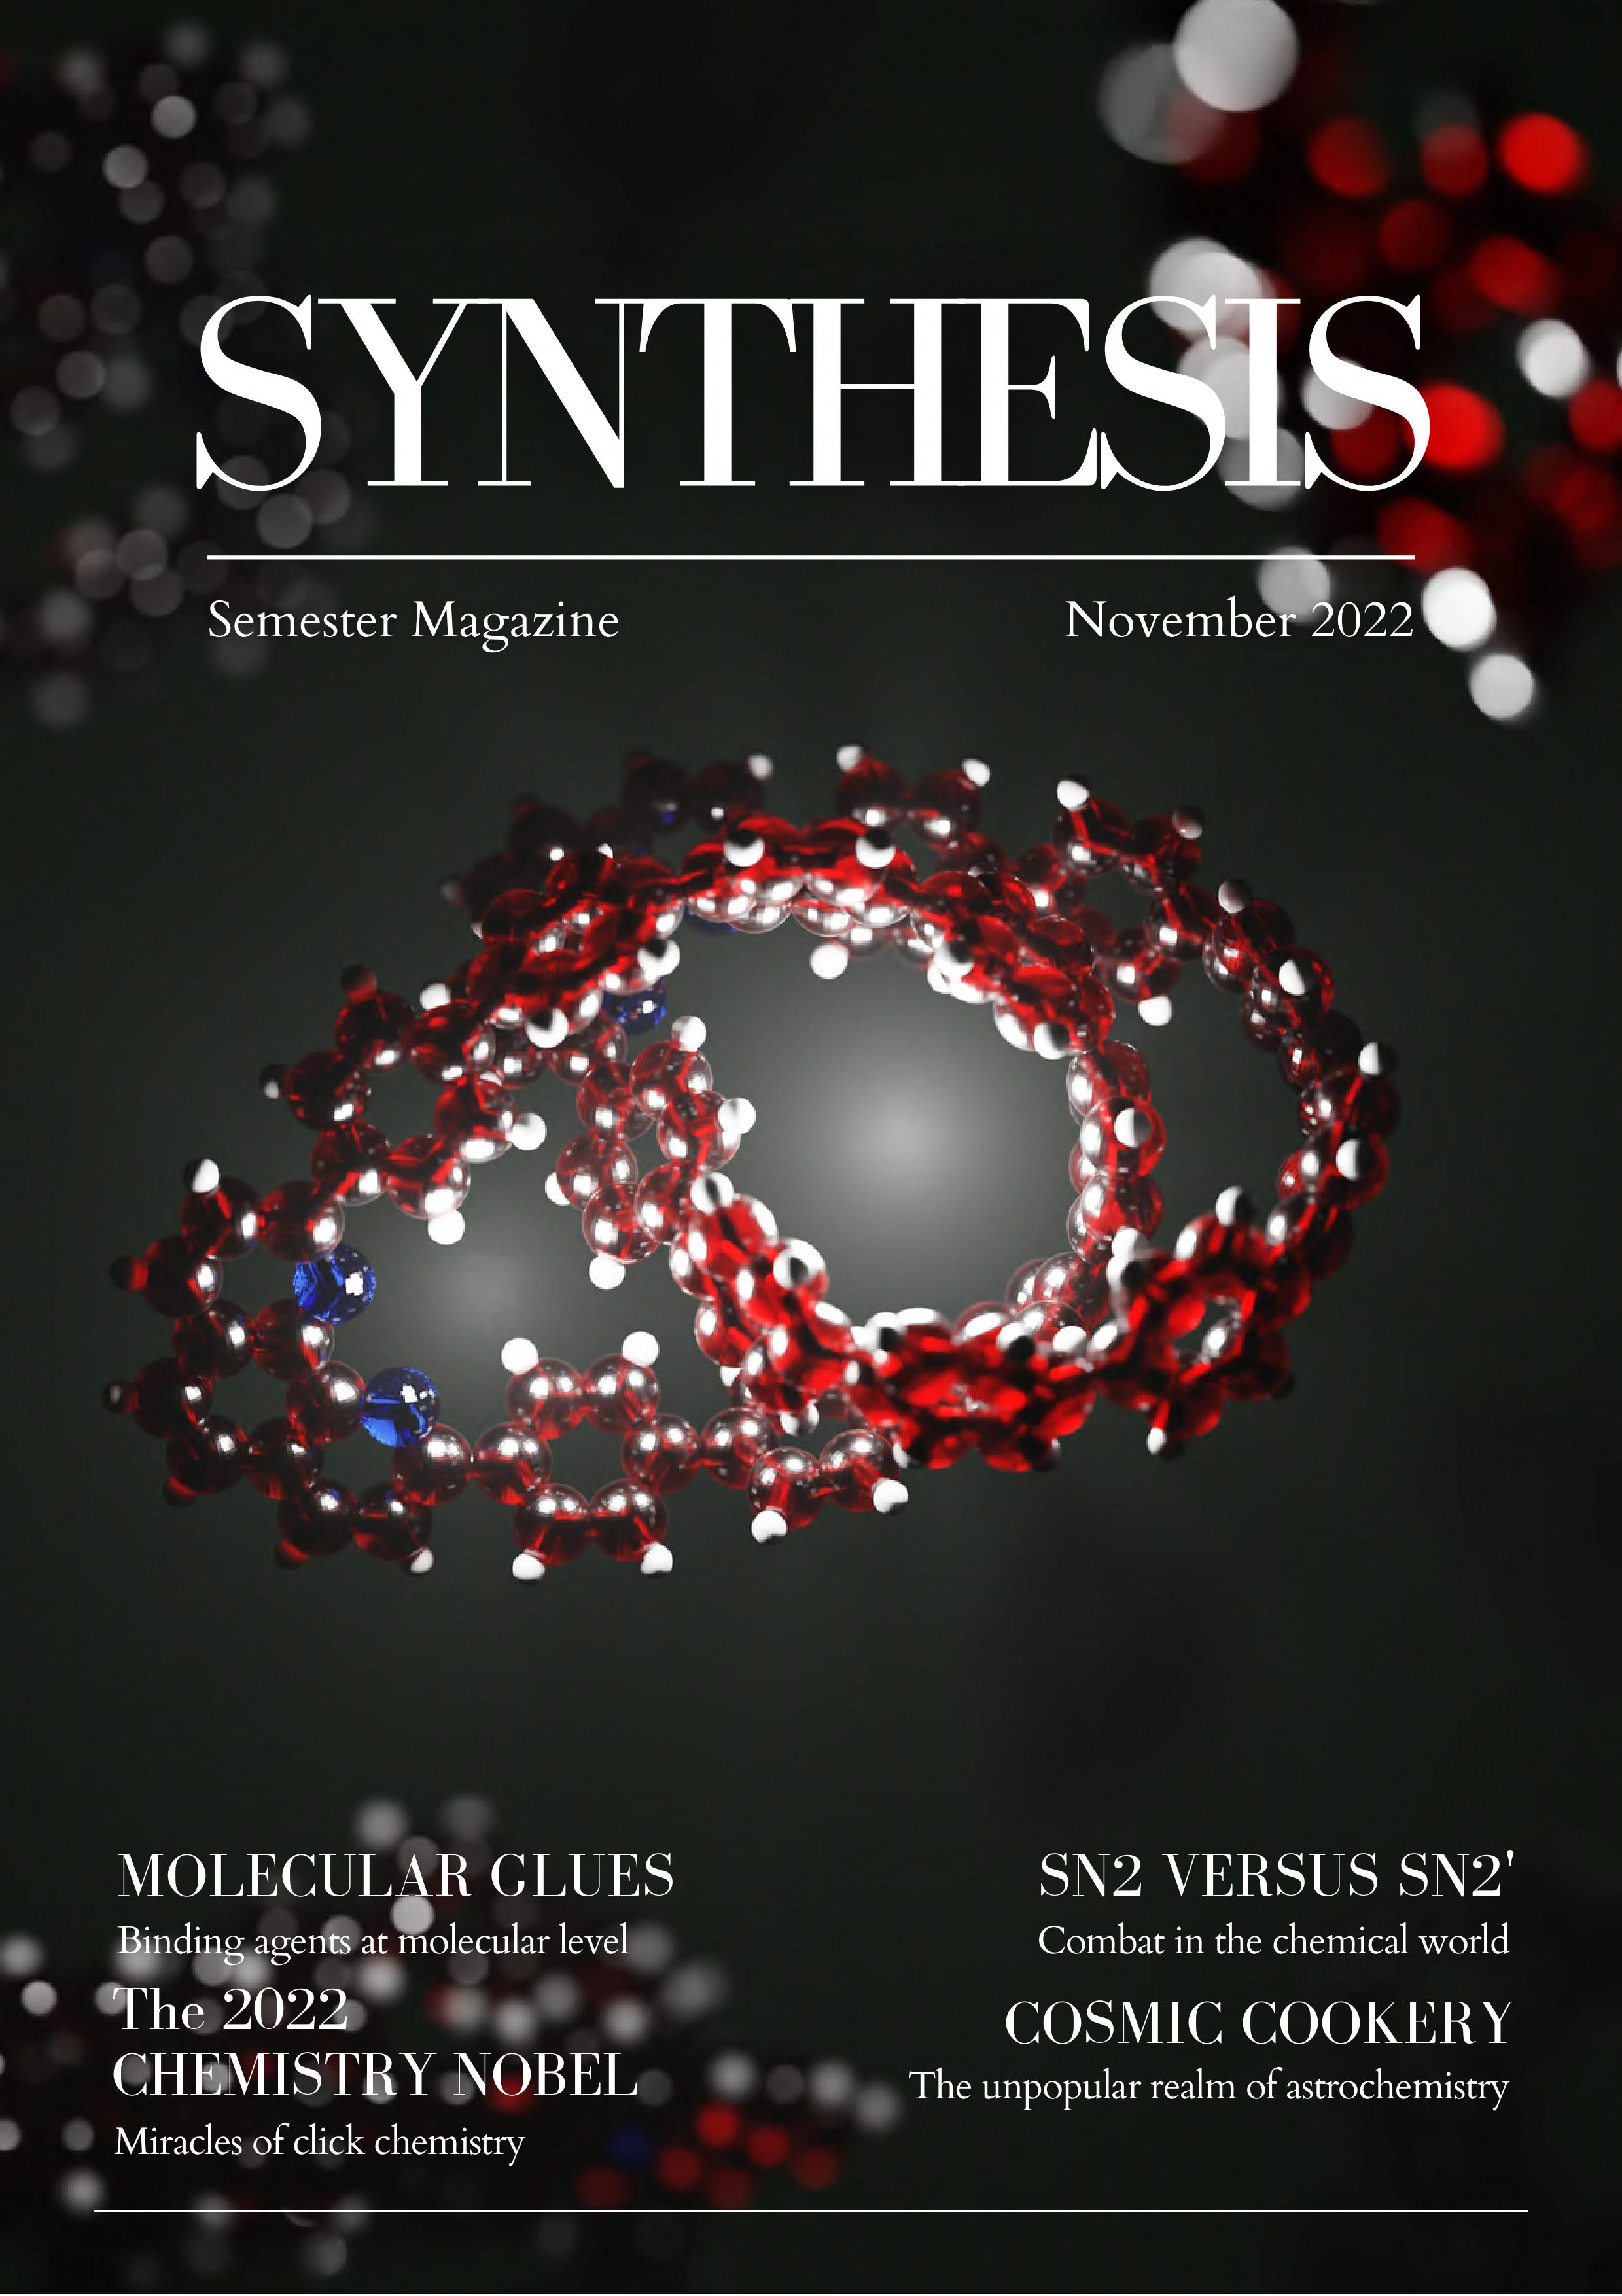 SYNTHESIS
Semester Magazine
November 2022
MOLECULAR GLUES
Binding agents at molecular level
The 2022
CHEMISTRY NOBEL
Miracles of click chemistry
SN2 VERSUS SN2'
Combat in the chemical world
COSMIC COOKERY
The unpopular realm of astrochemistry